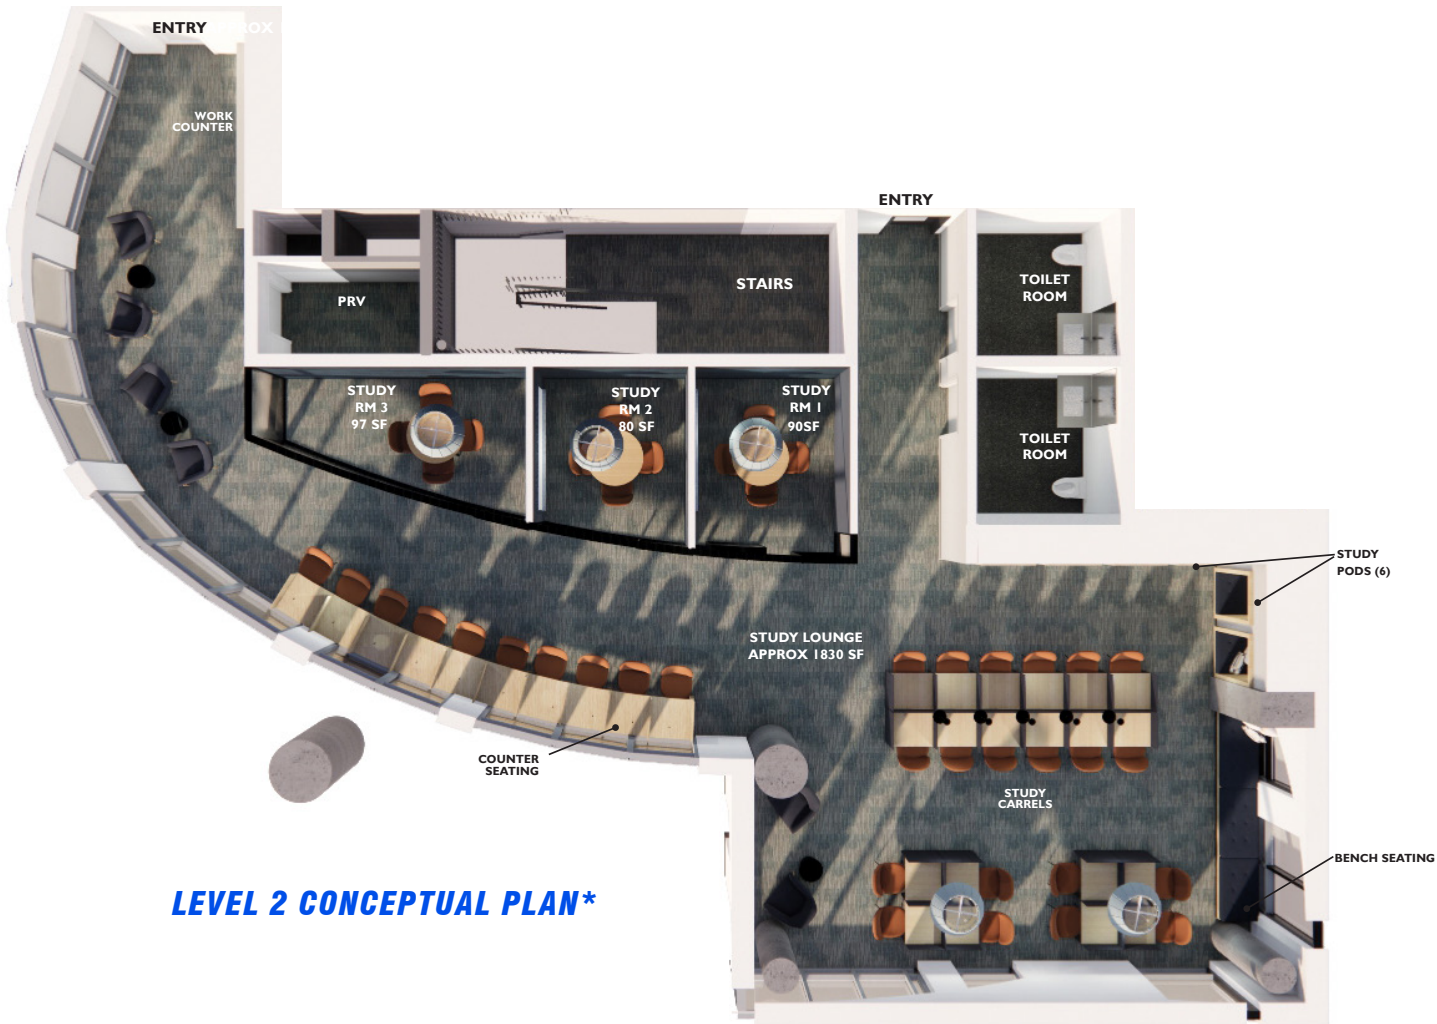 ENTRY ROX
WORK
COUNTER
ENTRY
STAIRS
TOILET
ROOM
PRV
STUDY
RM 3
97 SF
STUDY
RM 2
80 SF
STUDY
RM 1
90SF
TOILET
ROOM
STUDY
PODS (6)
STUDY LOUNGE
APPROX 1830 SF
COUNTER
SEATING
STUDY
CARRELS
BENCH SEATING
LEVEL 2 CONCEPTUAL PLAN*